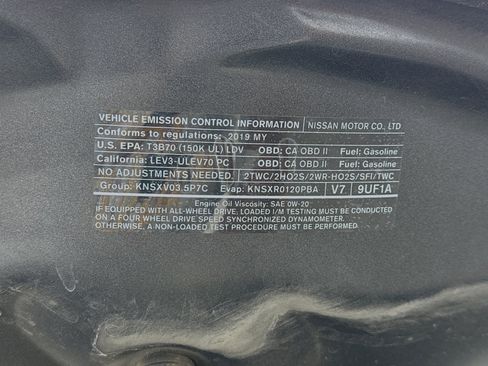 VEHICLE EMISSION CONTROL INFORMATION NISSAN MOTOR CO., LTD
Conforms to regulations: 2019 MY
U.S. EPA: T3B70 (150K UL) LDV OBD: CA OBD II Fuel: Gasoline
California: LEV3-ULEV70 PC OBD: CA OBD II Fuel: Gasoline
NO ADJUSTMENTS NEEDED. 2TWC/2HO2S/2WR-HO2S/SFI/TWC
Group: KNSXV03.5P7C Evap: KNSXR0120PBA V7 9UF1A
Engine Oil Viscosity: SAE 0W-20
IF EQUIPPED WITH ALL-WHEEL DRIVE, LOADED I/M TESTING MUST BE CONDUCTED
ON A FOUR WHEEL DRIVE SPEED SYNCHRONIZED DYNAMOMETER.
OTHERWISE, A NON-LOADED TEST PROCEDURE MUST BE PERFORMED.